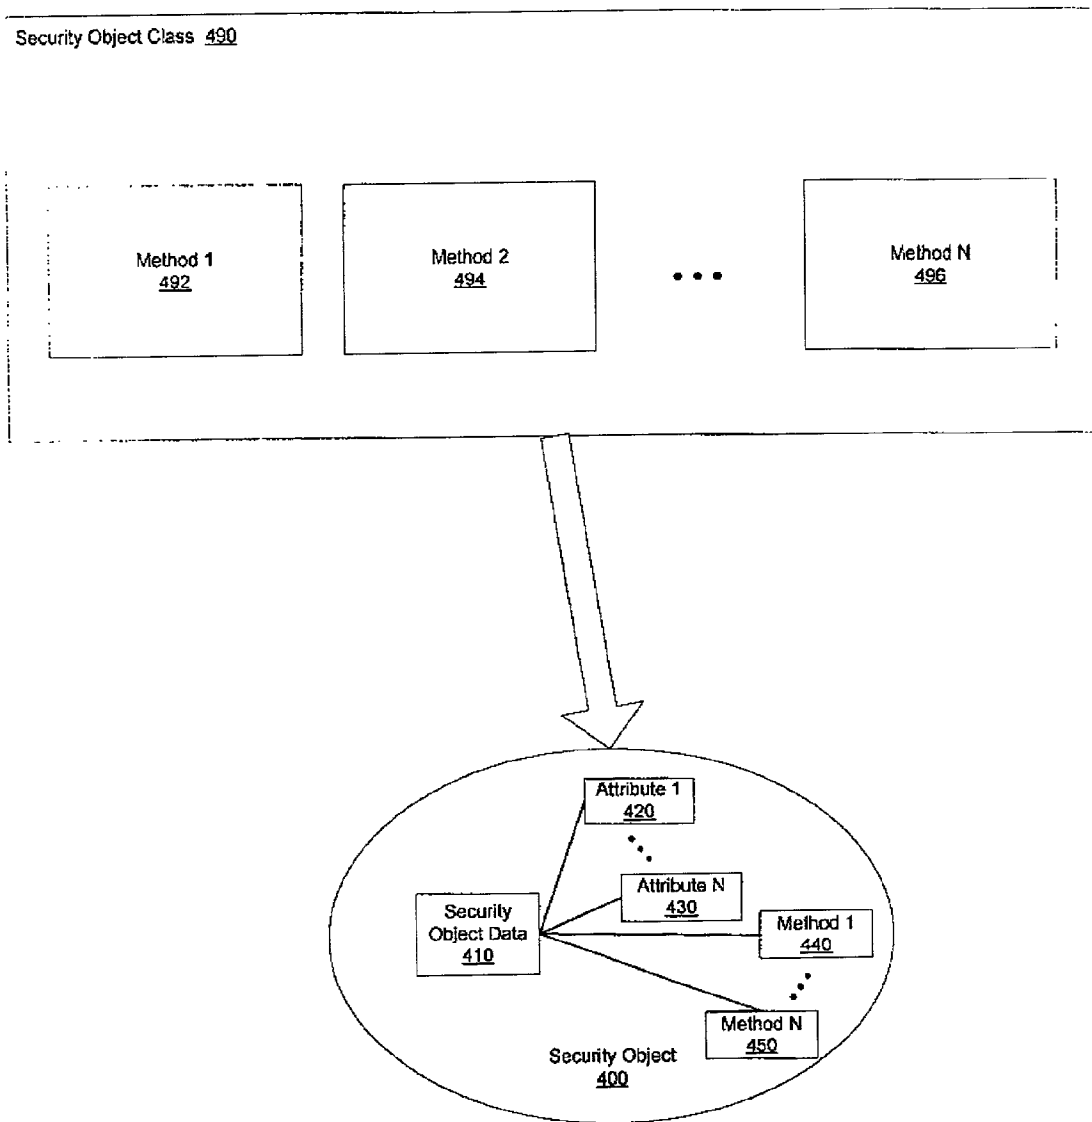 Security Object Class 490
Method 1
492
Method 2
494
Method N
496
Attribute 1
420
Attribute N
430
Security
Object Data
410
Method 1
440
Method N
450
Security Object
400